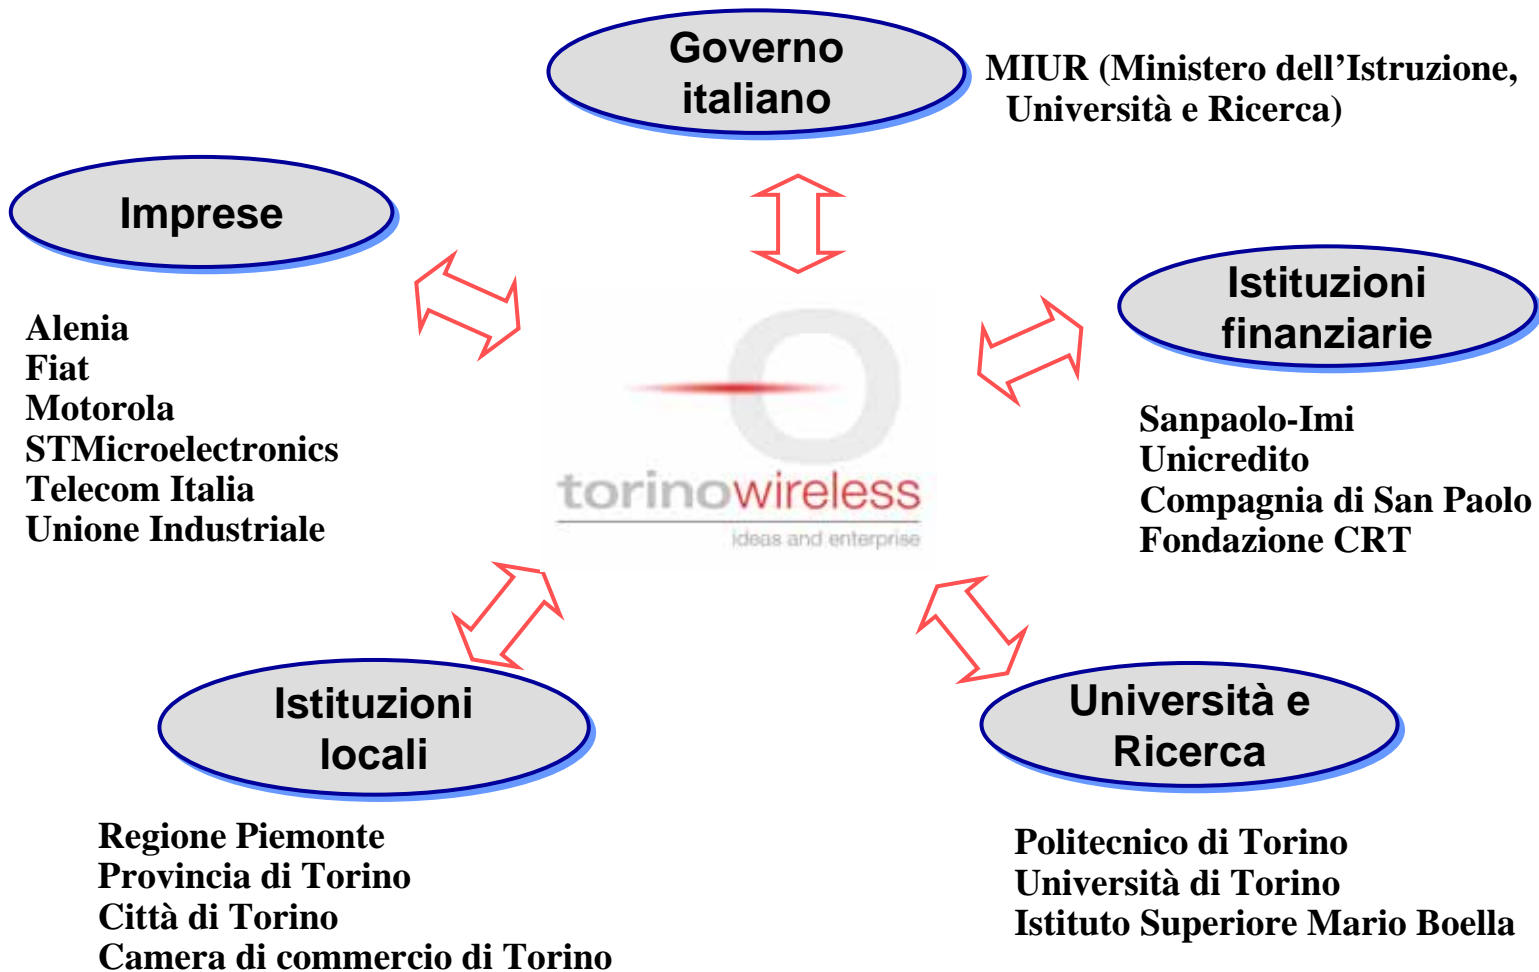 Governo
italiano
MIUR (Ministero dell’Istruzione,
Università e Ricerca)
Imprese
Alenia
Fiat
Motorola
STMicroelectronics
Telecom Italia
Unione Industriale
Istituzioni
finanziarie
Sanpaolo-Imi
Unicredito
Compagnia di San Paolo
Fondazione CRT
torinowireless
ideas and enterprise
Istituzioni
locali
Regione Piemonte
Provincia di Torino
Città di Torino
Camera di commercio di Torino
Università e
Ricerca
Politecnico di Torino
Università di Torino
Istituto Superiore Mario Boella